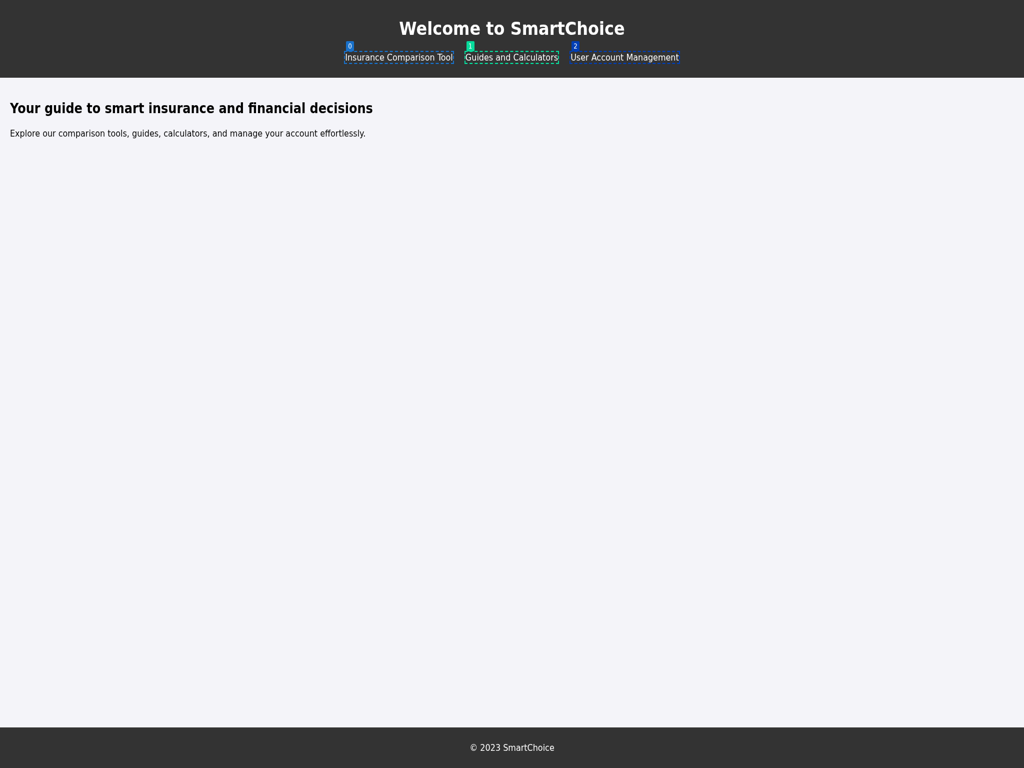 Welcome to SmartChoice
0 1 2
Insurance Comparison Tool Guides and Calculators User Account Management
Your guide to smart insurance and financial decisions
Explore our comparison tools, guides, calculators, and manage your account effortlessly.
© 2023 SmartChoice